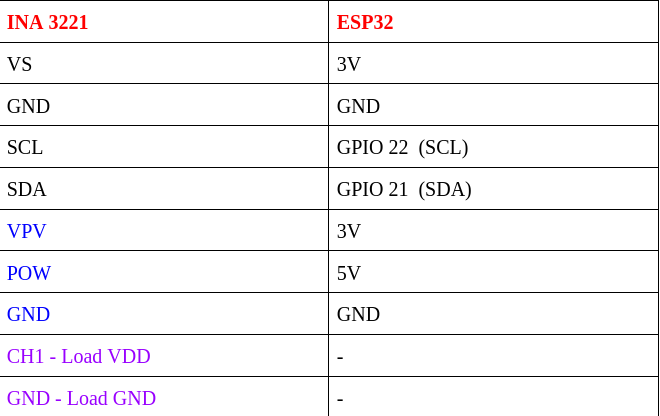 INA 3221 ESP32
VS 3V
GND GND
SCL GPIO 22  (SCL)
SDA GPIO 21  (SDA)
VPV 3V
POW 5V
GND GND
CH1 - Load VDD -
GND - Load GND -